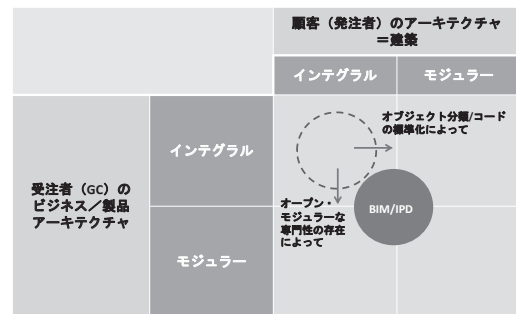 顧客（発注者）のアーキテクチャ
＝建築
インテグラル
モジュラー
受注者（GC）の
ビジネス／製品
アーキテクチャ
インテグラル
モジュラー
オブジェクト分類/コード
の標準化によって
オープン・
モジュラーな
専門性の存在
によって
BIM/IPD